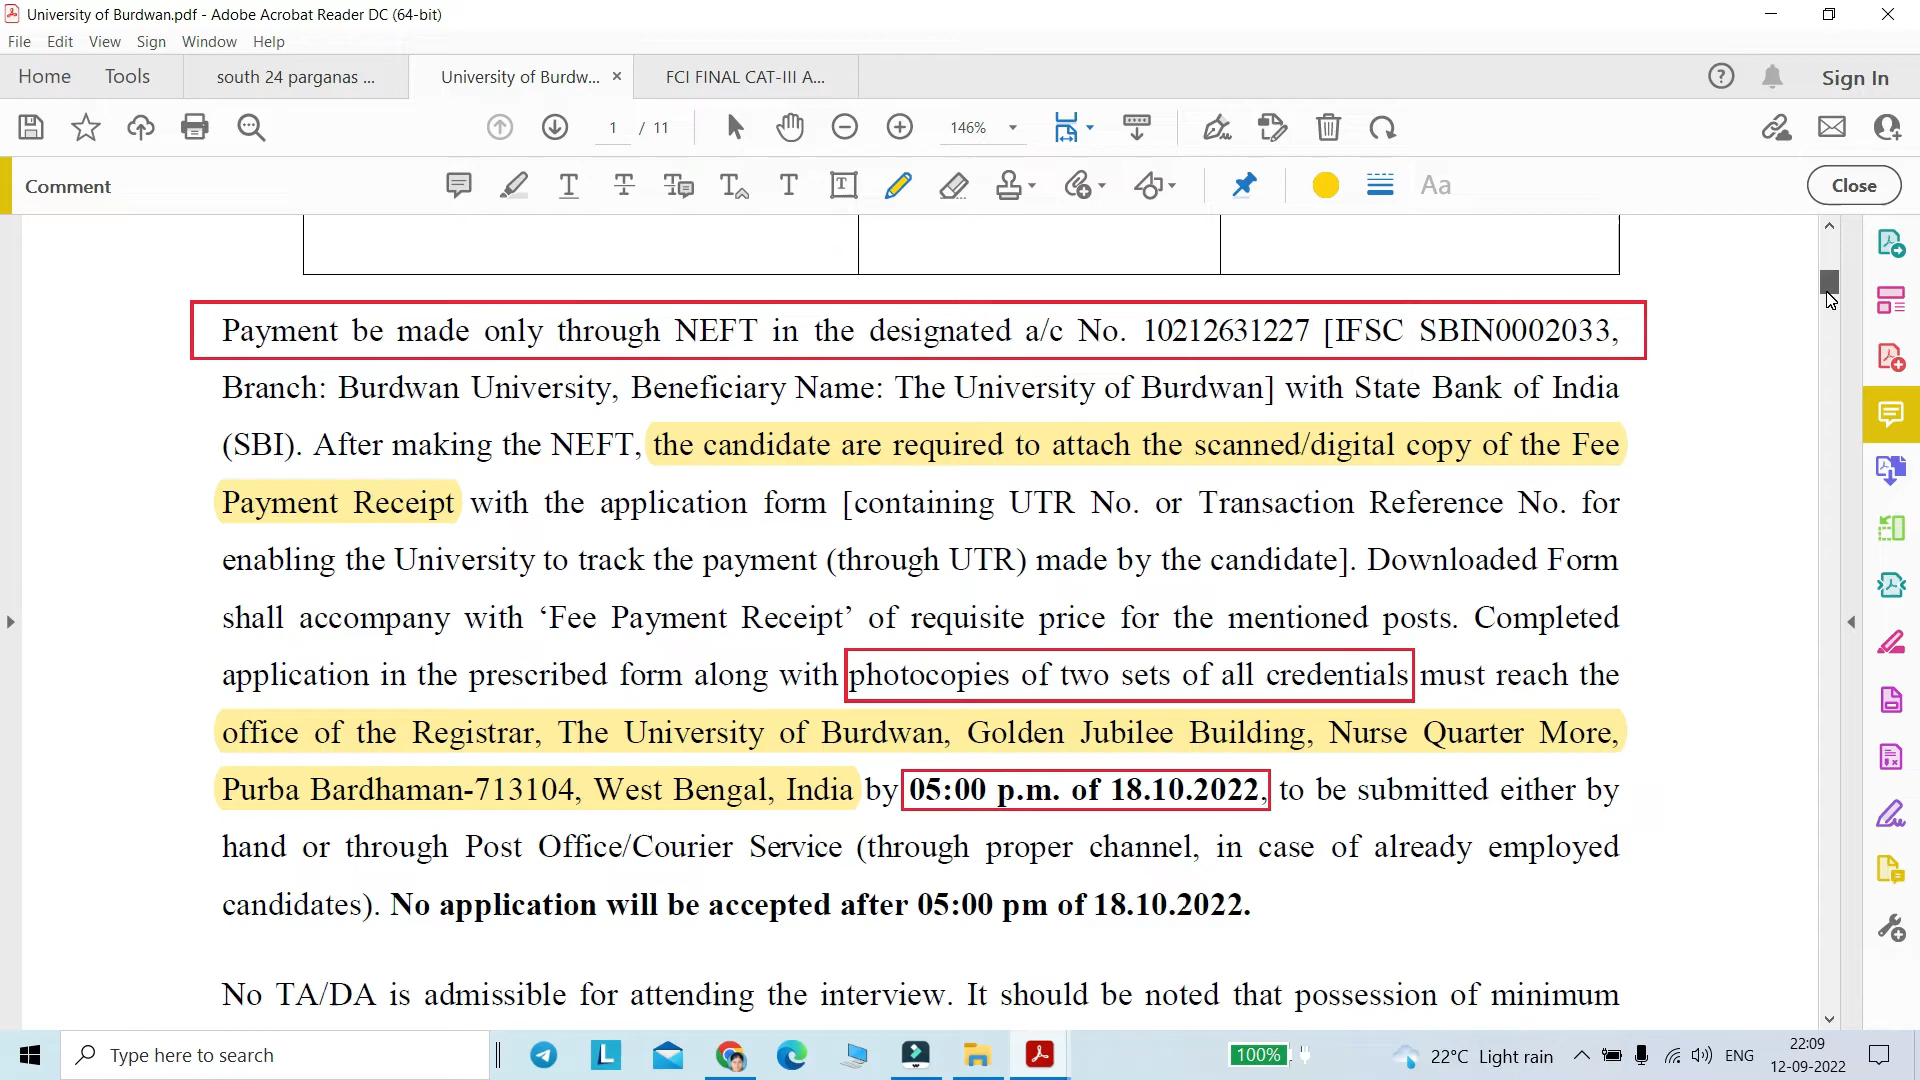 University of Burdwan.pdf - Adobe Acrobat Reader DC (64-bit)
File Edit View Sign Window Help
Home Tools south 24 parganas ... University of Burdw... × FCI FINAL CAT-III A... Sign In
1 / 11 146%
Comment Aa Close
Payment be made only through NEFT in the designated a/c No. 10212631227 [IFSC SBIN0002033,
Branch: Burdwan University, Beneficiary Name: The University of Burdwan] with State Bank of India
(SBI). After making the NEFT, the candidate are required to attach the scanned/digital copy of the Fee
Payment Receipt with the application form [containing UTR No. or Transaction Reference No. for
enabling the University to track the payment (through UTR) made by the candidate]. Downloaded Form
shall accompany with ‘Fee Payment Receipt’ of requisite price for the mentioned posts. Completed
application in the prescribed form along with photocopies of two sets of all credentials must reach the
office of the Registrar, The University of Burdwan, Golden Jubilee Building, Nurse Quarter More,
Purba Bardhaman-713104, West Bengal, India by 05:00 p.m. of 18.10.2022, to be submitted either by
hand or through Post Office/Courier Service (through proper channel, in case of already employed
candidates). No application will be accepted after 05:00 pm of 18.10.2022.
No TA/DA is admissible for attending the interview. It should be noted that possession of minimum
Type here to search L 100% 22°C Light rain ENG 22:09
12-09-2022